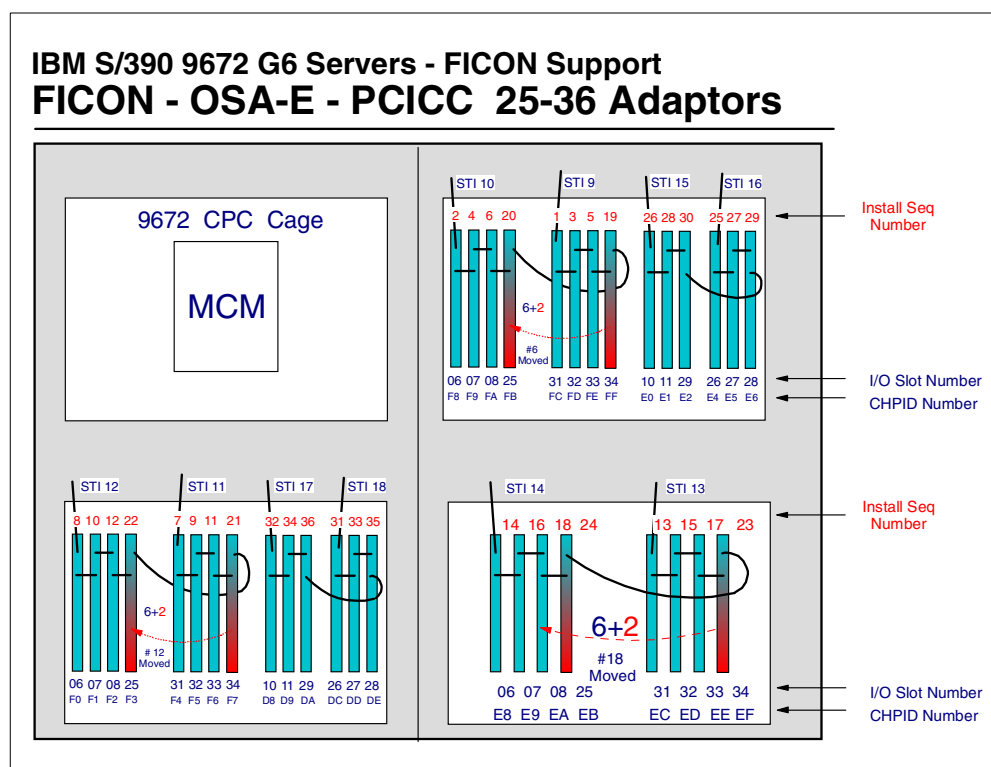 IBM S/390 9672 G6 Servers - FICON Support
FICON - OSA-E - PCICC 25-36 Adaptors
9672 CPC Cage
MCM
STI 10 STI 9 STI 15 STI 16
2 4 6 20 1 3 5 19 26 28 30 25 27 29
Install Seq
Number
6+2
#6
Moved
06 07 08 25 31 32 33 34 10 11 29 26 27 28
I/O Slot Number
F8 F9 FA FB FC FD FE FF E0 E1 E2 E4 E5 E6
CHPID Number
STI 12 STI 11 STI 17 STI 18
8 10 12 22 7 9 11 21 32 34 36 31 33 35
6+2
# 12
Moved
06 07 08 25 31 32 33 34 10 11 29 26 27 28
F0 F1 F2 F3 F4 F5 F6 F7 D8 D9 DA DC DD DE
STI 14 STI 13
14 16 18 24 13 15 17 23
Install Seq
Number
6+2
#18
Moved
06 07 08 25 31 32 33 34
I/O Slot Number
E8 E9 EA EB EC ED EE EF
CHPID Number